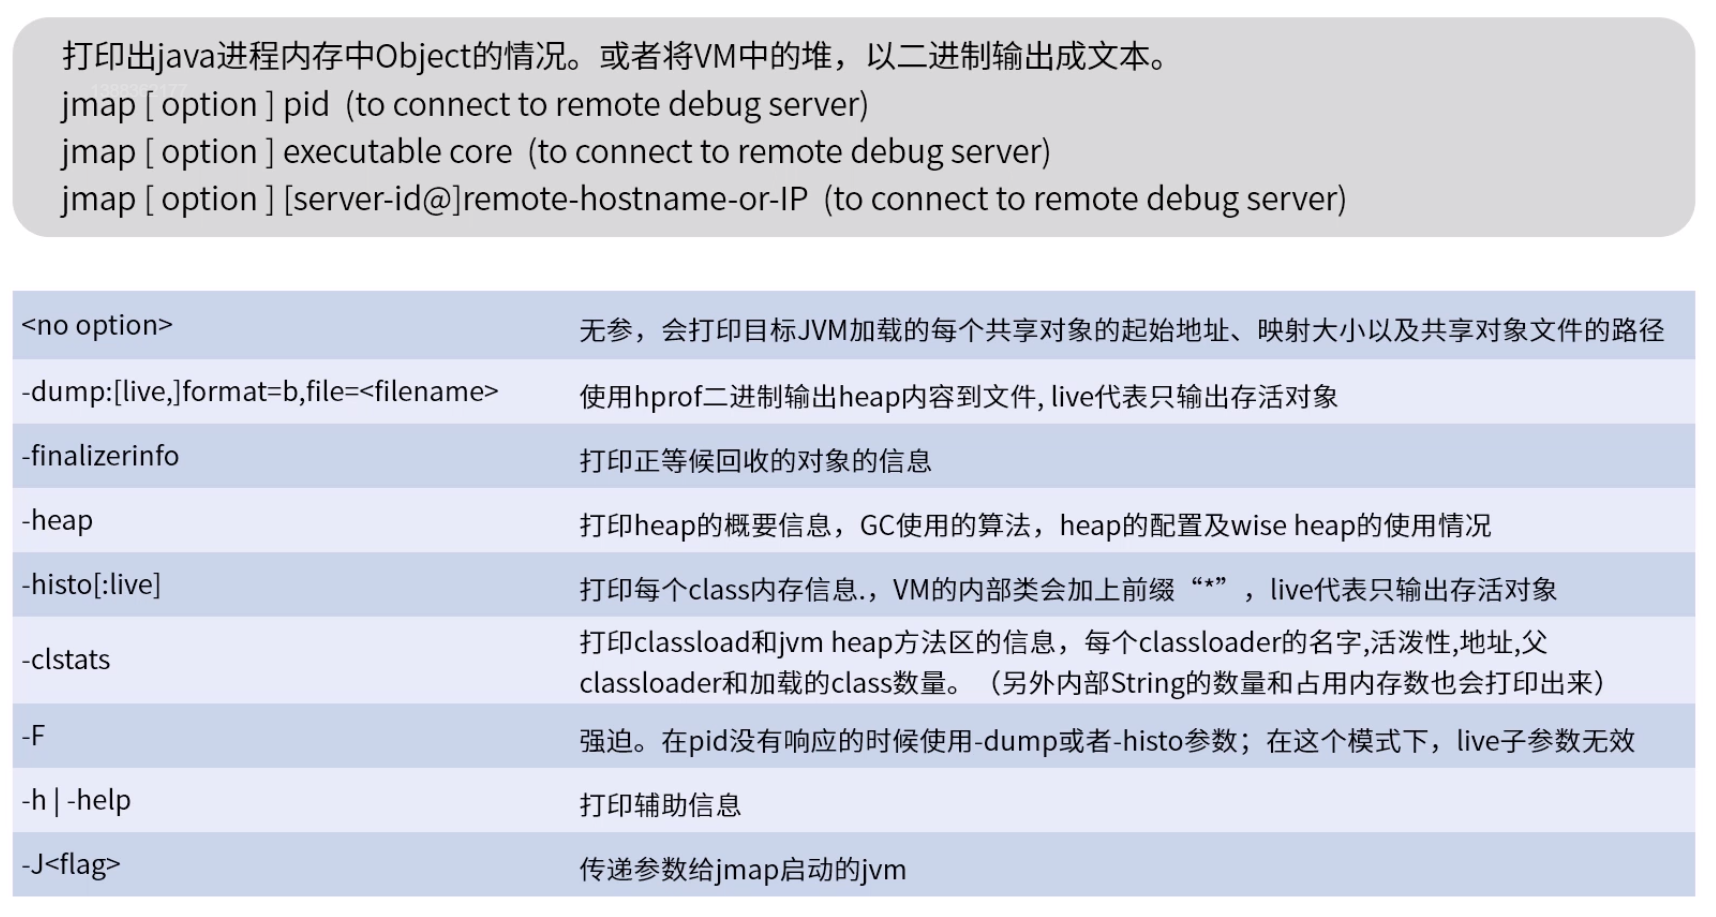 打印出java进程内存中Object的情况。或者将VM中的堆，以二进制输出成文本。
jmap [ option ] pid  (to connect to remote debug server)
jmap [ option ] executable core  (to connect to remote debug server)
jmap [ option ] [server-id@]remote-hostname-or-IP  (to connect to remote debug server)
<no option> 无参，会打印目标JVM加载的每个共享对象的起始地址、映射大小以及共享对象文件的路径
-dump:[live,]format=b,file=<filename> 使用hprof二进制输出heap内容到文件, live代表只输出存活对象
-finalizerinfo 打印正等候回收的对象的信息
-heap 打印heap的概要信息，GC使用的算法，heap的配置及wise heap的使用情况
-histo[:live] 打印每个class内存信息.，VM的内部类会加上前缀“*”，live代表只输出存活对象
-clstats 打印classload和jvm heap方法区的信息，每个classloader的名字,活泼性,地址,父
classloader和加载的class数量。（另外内部String的数量和占用内存数也会打印出来）
-F 强迫。在pid没有响应的时候使用-dump或者-histo参数；在这个模式下，live子参数无效
-h | -help 打印辅助信息
-J<flag> 传递参数给jmap启动的jvm